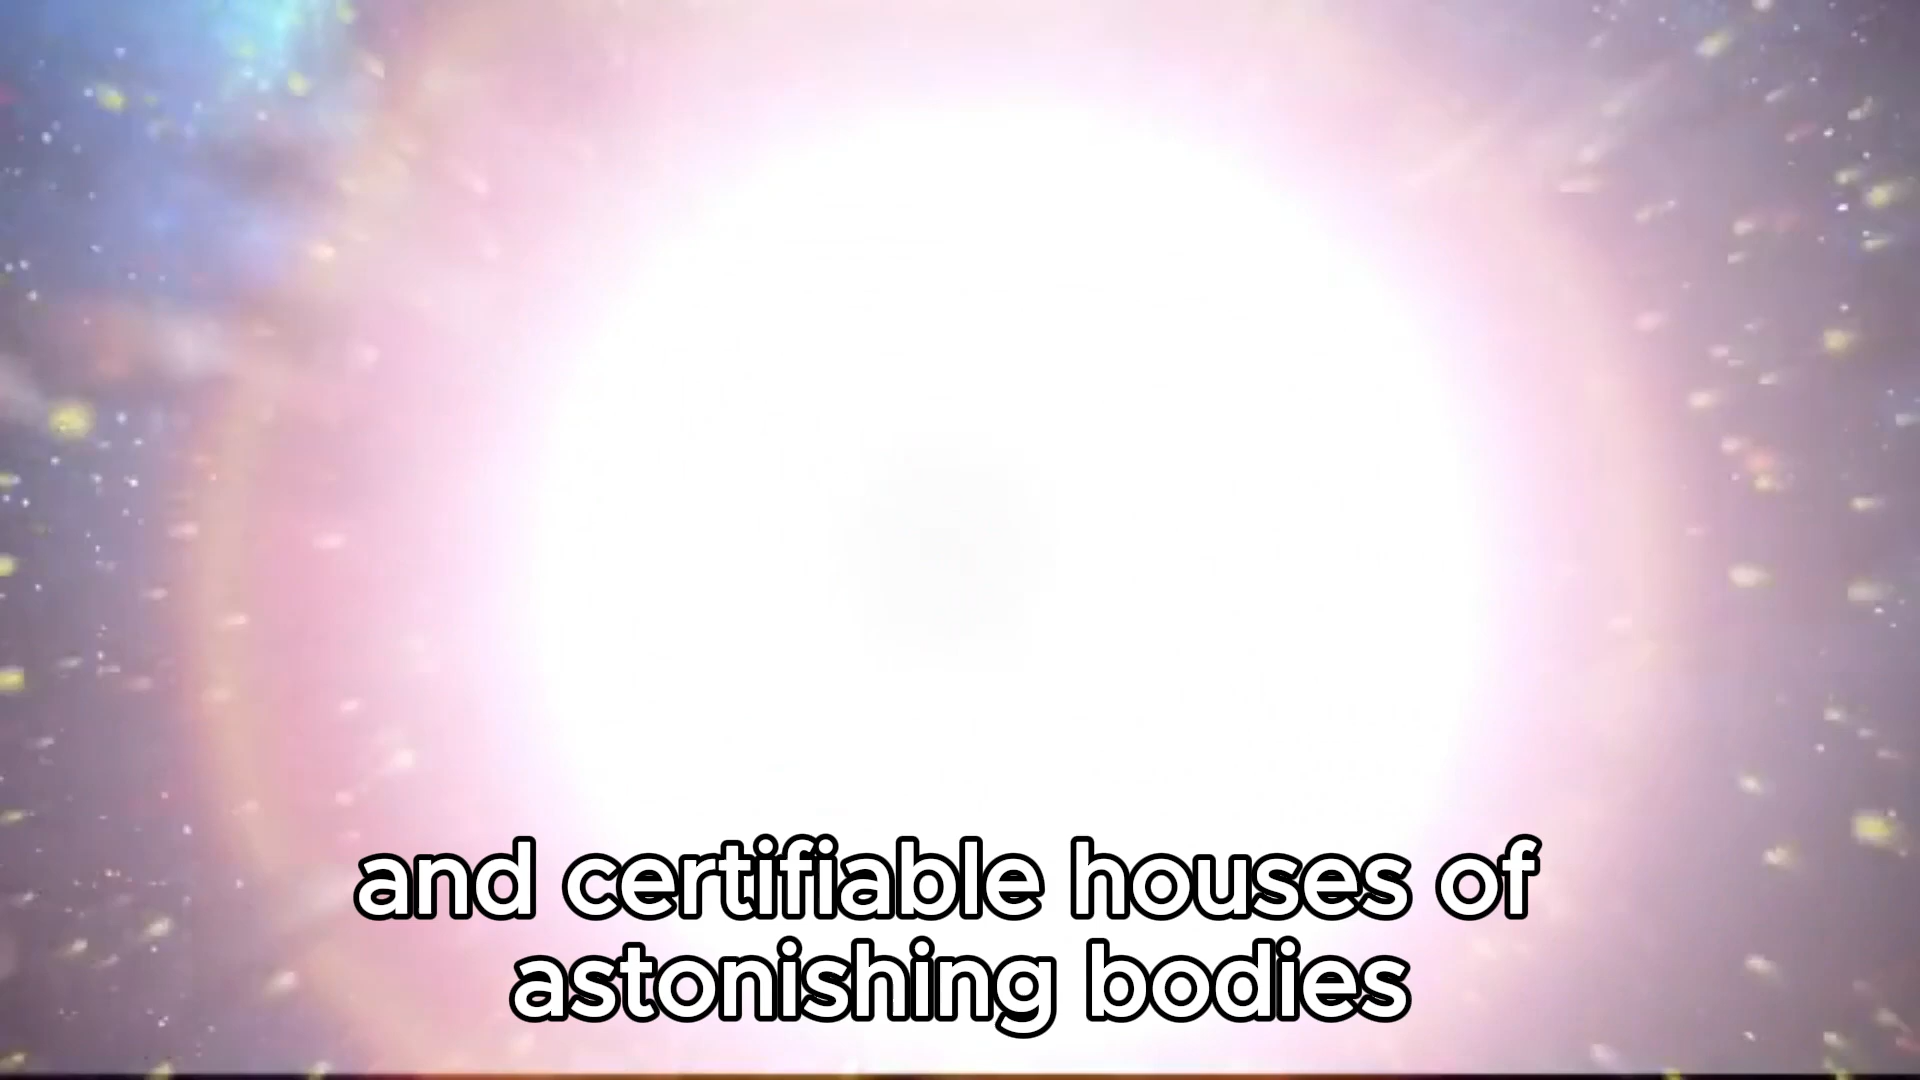 and certifiable houses of
astonishing bodies